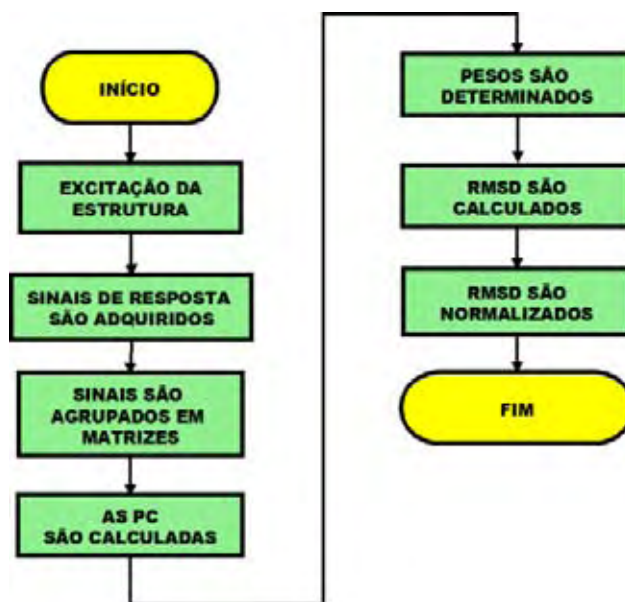 INÍCIO
EXCITAÇÃO DA
ESTRUTURA
SINAIS DE RESPOSTA
SÃO ADQUIRIDOS
SINAIS SÃO
AGRUPADOS EM
MATRIZES
AS PC
SÃO CALCULADAS
PESOS SÃO
DETERMINADOS
RMSD SÃO
CALCULADOS
RMSD SÃO
NORMALIZADOS
FIM